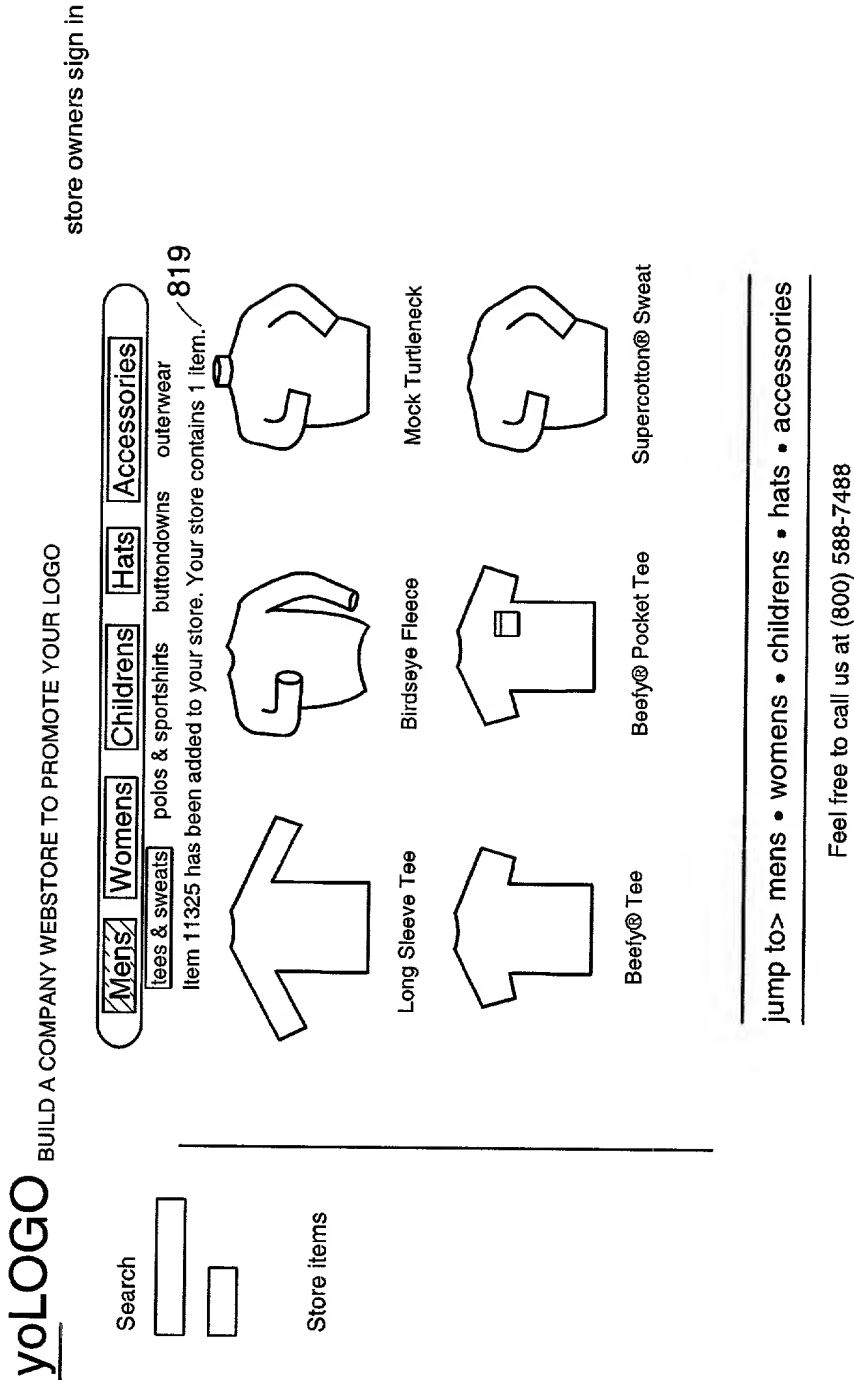 yoLOGO BUILD A COMPANY WEBSTORE TO PROMOTE YOUR LOGO
store owners sign in
Search
Store items
Mens Womens Childrens Hats Accessories
tees & sweats polos & sportshirts buttondowns outerwear
Item 11325 has been added to your store. Your store contains 1 item.
819
Long Sleeve Tee Birdseye Fleece Mock Turtleneck
Beefy® Tee Beefy® Pocket Tee Supercotton® Sweat
jump to> mens • womens • childrens • hats • accessories
Feel free to call us at (800) 588-7488